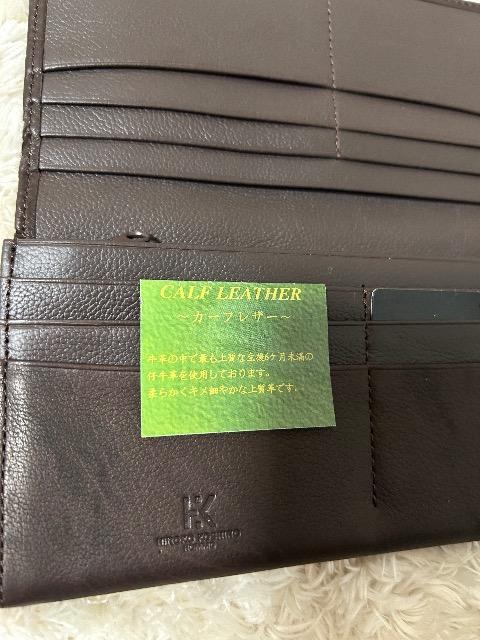 CALF LEATHER
～カーフレザー～
牛革の中で最も上質な生後6ケ月未満の
仔牛革を使用しております。
柔らかくキメ細やかな上質革です。
HK
HIROKO KOSHINO